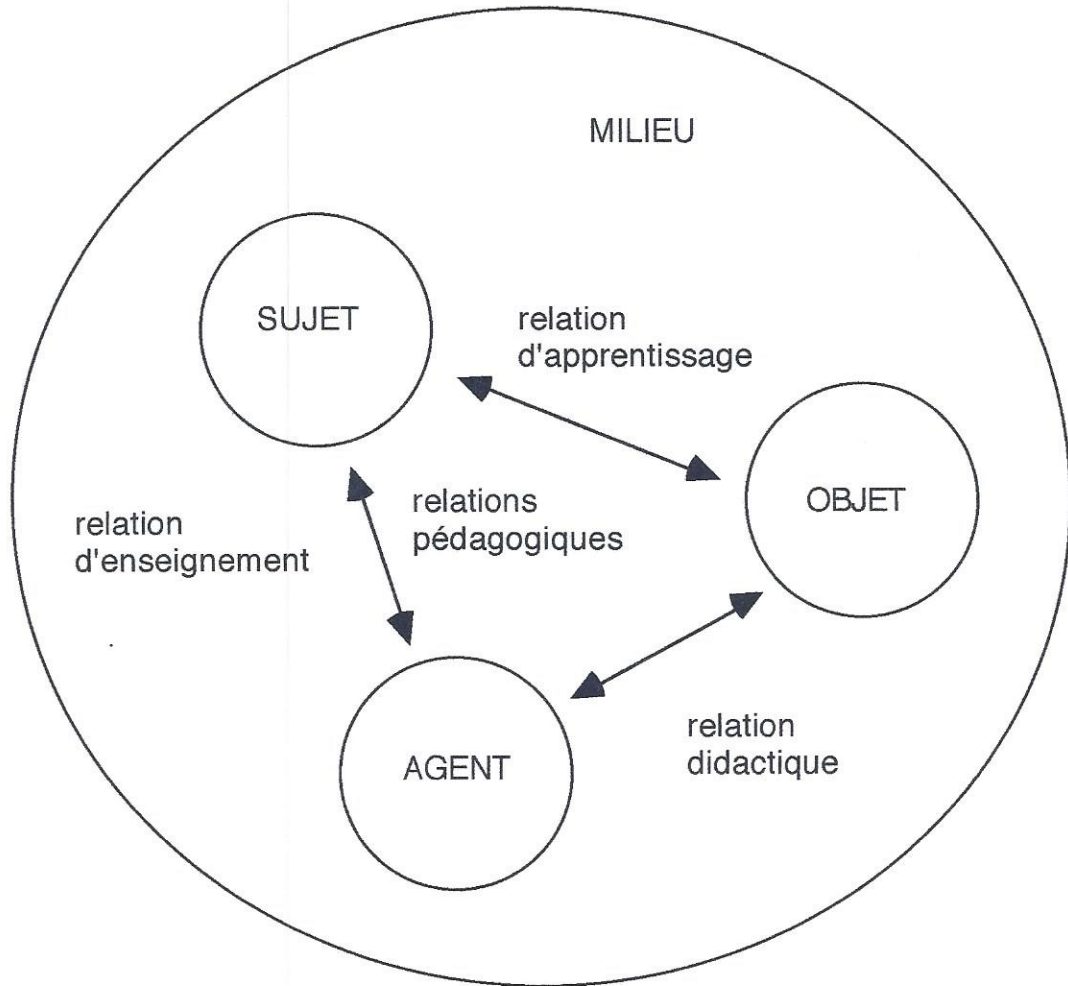 MILIEU
SUJET
relation
d'apprentissage
OBJET
relations
pédagogiques
relation
d'enseignement
AGENT
relation
didactique